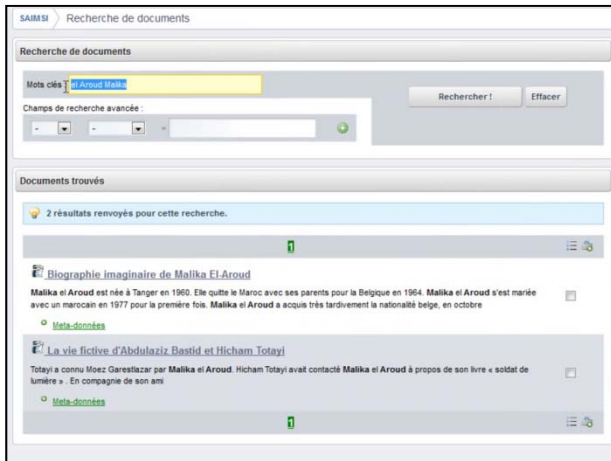 SAIMSI Recherche de documents
Recherche de documents
Mots clés el Aroud Malika
Rechercher ! Effacer
Champs de recherche avancée :
- - =
Documents trouvés
2 résultats renvoyés pour cette recherche.
1
Biographie imaginaire de Malika El-Aroud
Malika el Aroud est née à Tanger en 1960. Elle quitte le Maroc avec ses parents pour la Belgique en 1964. Malika el Aroud s'est mariée
avec un marocain en 1977 pour la première fois. Malika el Aroud a acquis très tardivement la nationalité belge, en octobre
Meta-données
La vie fictive d'Abdulaziz Bastid et Hicham Totayi
Totayi a connu Moez Garestlazar par Malika el Aroud. Hicham Totayi avait contacté Malika el Aroud à propos de son livre « soldat de
lumière » . En compagnie de son ami
Meta-données
1